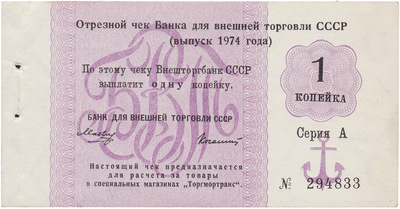 Отрезной чек Банка для внешней торговли СССР
(выпуск 1974 года)
По этому чеку Внешторгбанк СССР
выплатит одну копейку.
БАНК ДЛЯ ВНЕШНЕЙ ТОРГОВЛИ СССР
Настоящий чек предназначается
для расчета за товары
в специальных магазинах „Торгмортранс".
1
КОПЕЙКА
Серия А
№ 294833